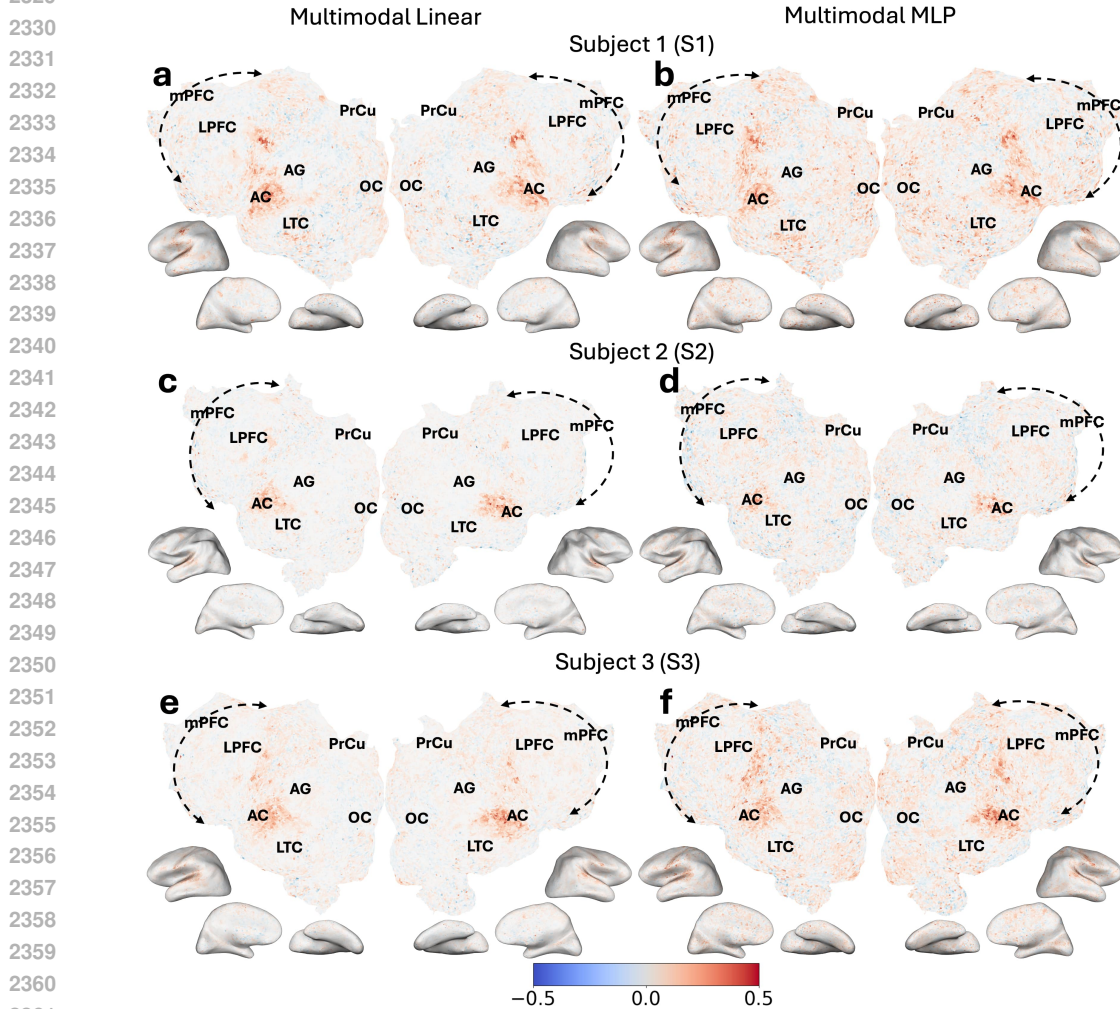 Multimodal Linear Multimodal MLP
2330
Subject 1 (S1)
2331
a b
2332
mPFC PrCu PrCu mPFC mPFC PrCu PrCu mPFC
2333
LPFC LPFC LPFC LPFC
2334
AG AG AG AG
2335
AC OC OC AC AC OC OC AC
2336
LTC LTC LTC LTC
2337
2338
2339
2340
Subject 2 (S2)
2341
c d
2342
mPFC mPFC mPFC mPFC
2343
LPFC PrCu PrCu LPFC LPFC PrCu PrCu LPFC
2344
AG AG AG AG
2345
AC OC OC AC AC OC OC AC
2346
LTC LTC LTC LTC
2347
2348
2349
2350
Subject 3 (S3)
2351
e f
2352
mPFC mPFC mPFC mPFC
2353
LPFC PrCu PrCu LPFC LPFC PrCu PrCu LPFC
2354
AG AG AG AG
2355
AC OC OC AC AC OC OC AC
2356
LTC LTC LTC LTC
2357
2358
2359
2360
−0.5 0.0 0.5